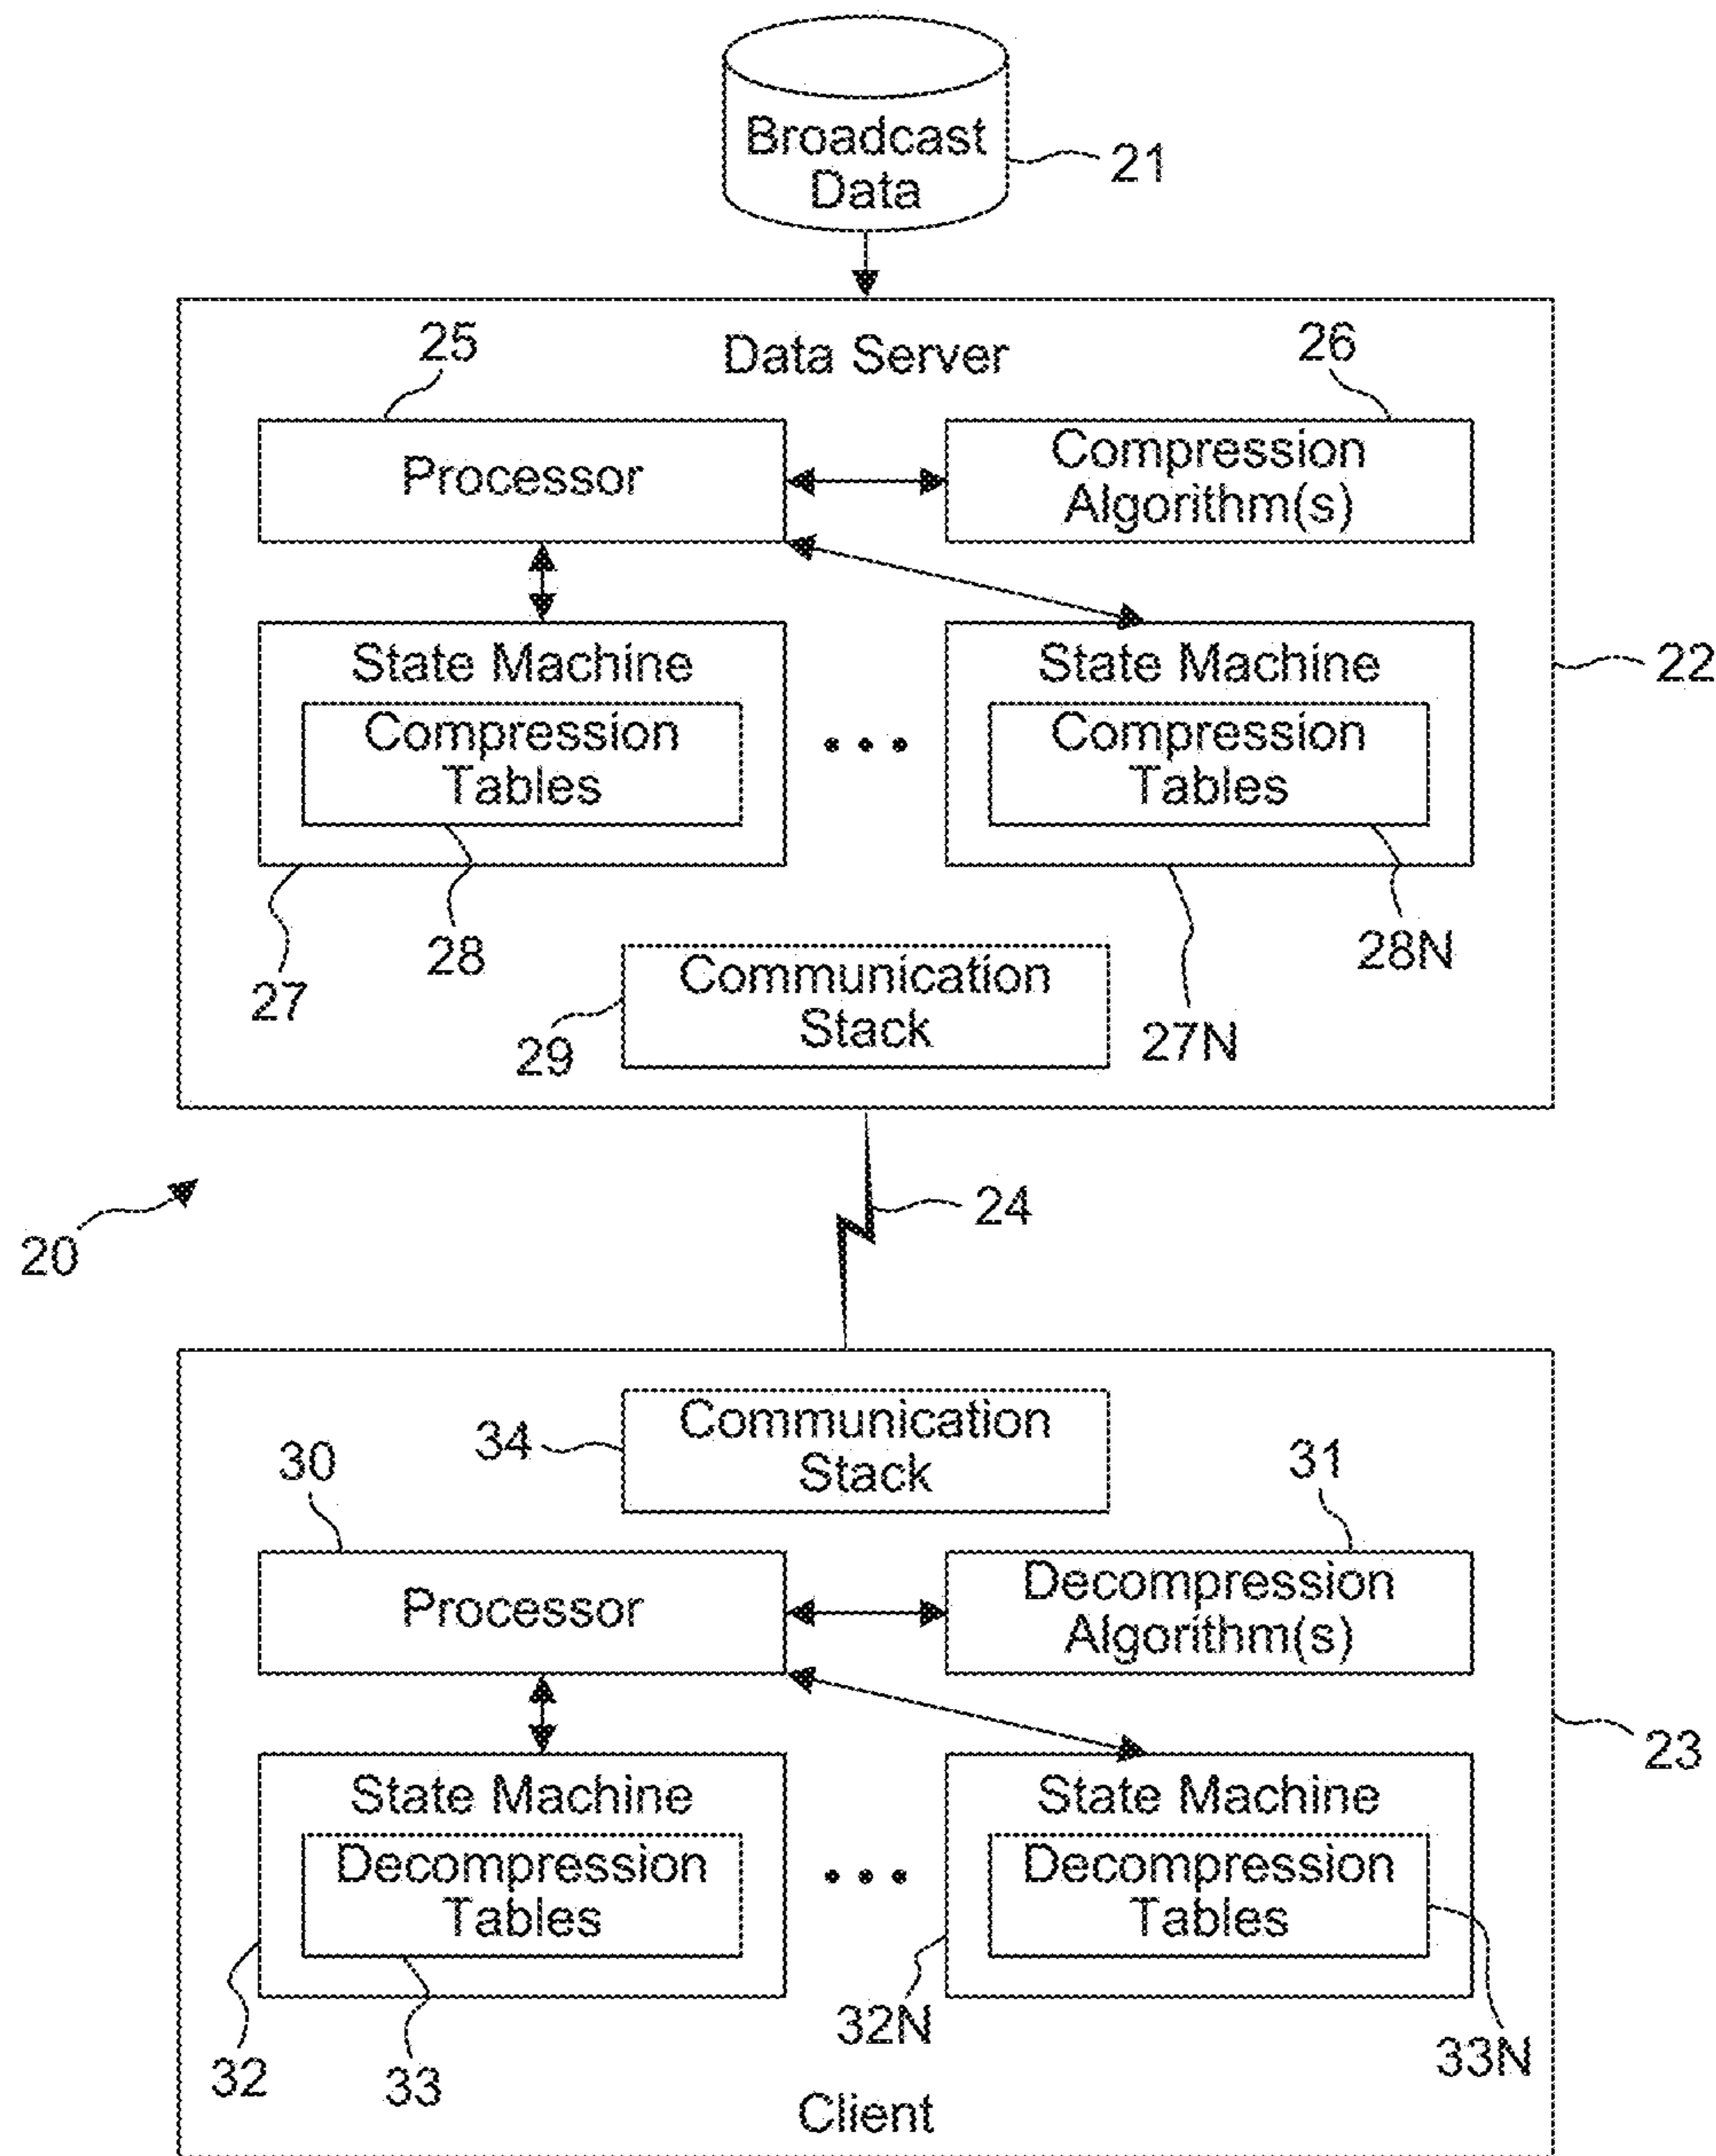 Broadcast
Data
21
25
Data Server
26
Processor
Compression
Algorithm(s)
State Machine
State Machine
22
Compression
Tables
Compression
Tables
28
28N
27
Communication
Stack
29
27N
24
20
34
Communication
Stack
30
31
Processor
Decompression
Algorithm(s)
23
State Machine
State Machine
Decompression
Tables
Decompression
Tables
32N
33N
32
33
Client